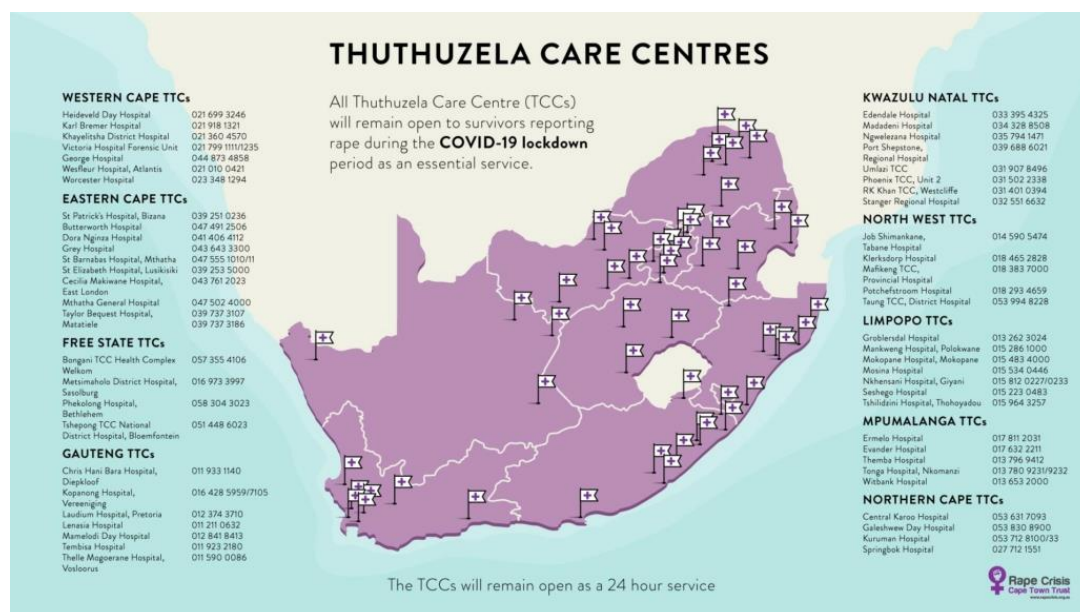 THUTHUZELA CARE CENTRES
All Thuthuzela Care Centre (TCCs)
will remain open to survivors reporting
rape during the COVID-19 lockdown
period as an essential service.
WESTERN CAPE TTCs
Heideveld Day Hospital 021 699 3246
Karl Bremer Hospital 021 918 1321
Khayelitsha District Hospital 021 360 4570
Victoria Hospital Forensic Unit 021 799 1111/1235
George Hospital 044 873 4858
Wesfleur Hospital, Atlantis 021 010 0421
Worcester Hospital 023 348 1294
EASTERN CAPE TTCs
St Patrick's Hospital, Bizana 039 251 0236
Butterworth Hospital 047 491 2506
Dora Nginza Hospital 041 406 4112
Grey Hospital 043 643 3300
St Barnabas Hospital, Mthatha 047 555 1010/11
St Elizabeth Hospital, Lusikisiki 039 253 5000
Cecilia Makiwane Hospital, 043 761 2023
East London
Mthatha General Hospital 047 502 4000
Taylor Bequest Hospital, 039 737 3107
Matatiele 039 737 3186
FREE STATE TTCs
Bongani TCC Health Complex 057 355 4106
Welkom
Metsimaholo District Hospital, 016 973 3997
Sasolburg
Phekolong Hospital, 058 304 3023
Bethlehem
Tshepong TCC National 051 448 6023
District Hospital, Bloemfontein
GAUTENG TTCs
Chris Hani Bara Hospital, 011 933 1140
Diepkloof
Kopanong Hospital, 016 428 5959/7105
Vereeniging
Laudium Hospital, Pretoria 012 374 3710
Lenasia Hospital 011 211 0632
Mamelodi Day Hospital 012 841 8413
Tembisa Hospital 011 923 2180
Thelle Mogoerane Hospital, 011 590 0086
Vosloorus
KWAZULU NATAL TTCs
Edendale Hospital 033 395 4325
Madadeni Hospital 034 328 8508
Ngwelezana Hospital 035 794 1471
Port Shepstone, 039 688 6021
Regional Hospital
Umlazi TCC 031 907 8496
Phoenix TCC, Unit 2 031 502 2338
RK Khan TCC, Westcliffe 031 401 0394
Stanger Regional Hospital 032 551 6632
NORTH WEST TTCs
Job Shimankane, 014 590 5474
Tabane Hospital
Klerksdorp Hospital 018 465 2828
Mafikeng TCC, 018 383 7000
Provincial Hospital
Potchefstroom Hospital 018 293 4659
Taung TCC, District Hospital 053 994 8228
LIMPOPO TTCs
Groblersdal Hospital 013 262 3024
Mankweng Hospital, Polokwane 015 286 1000
Mokopane Hospital, Mokopane 015 483 4000
Mosina Hospital 015 534 0446
Nkhensani Hospital, Giyani 015 812 0227/0233
Seshego Hospital 015 223 0483
Tshilidzini Hospital, Thohoyadou 015 964 3257
MPUMALANGA TTCs
Ermelo Hospital 017 811 2031
Evander Hospital 017 632 2211
Themba Hospital 013 796 9412
Tonga Hospital, Nkomanzi 013 780 9231/9232
Witbank Hospital 013 653 2000
NORTHERN CAPE TTCs
Central Karoo Hospital 053 631 7093
Galeshwew Day Hospital 053 830 8900
Kuruman Hospital 053 712 8100/33
Springbok Hospital 027 712 1551
The TCCs will remain open as a 24 hour service
Rape Crisis
Cape Town Trust